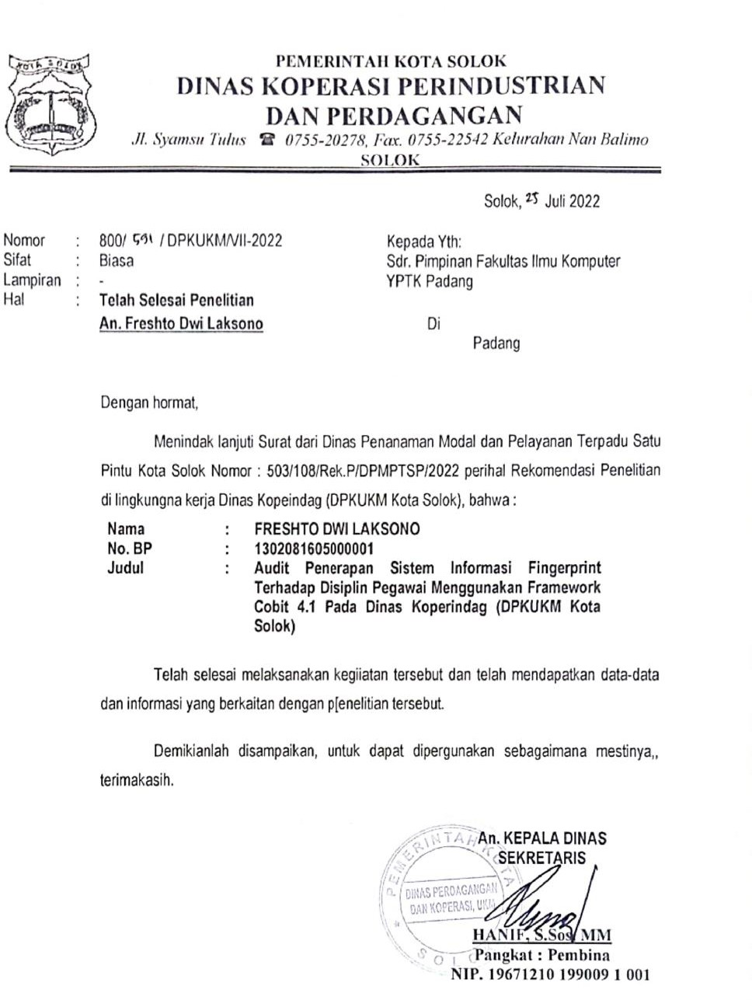 KOTA SOLOK
PEMERINTAH KOTA SOLOK
DINAS KOPERASI PERINDUSTRIAN
DAN PERDAGANGAN
Jl. Syamsu Tulus ☎ 0755-20278, Fax. 0755-22542 Kelurahan Nan Balimo
SOLOK
Solok, 25 Juli 2022
Nomor : 800/ 591 / DPKUKM/VII-2022
Sifat : Biasa
Lampiran : -
Hal : Telah Selesai Penelitian
An. Freshto Dwi Laksono
Kepada Yth:
Sdr. Pimpinan Fakultas Ilmu Komputer
YPTK Padang
Di
Padang
Dengan hormat,
Menindak lanjuti Surat dari Dinas Penanaman Modal dan Pelayanan Terpadu Satu
Pintu Kota Solok Nomor : 503/108/Rek.P/DPMPTSP/2022 perihal Rekomendasi Penelitian
di lingkungna kerja Dinas Kopeindag (DPKUKM Kota Solok), bahwa :
Nama : FRESHTO DWI LAKSONO
No. BP : 1302081605000001
Judul : Audit Penerapan Sistem Informasi Fingerprint
Terhadap Disiplin Pegawai Menggunakan Framework
Cobit 4.1 Pada Dinas Koperindag (DPKUKM Kota
Solok)
Telah selesai melaksanakan kegiiatan tersebut dan telah mendapatkan data-data
dan informasi yang berkaitan dengan p[enelitian tersebut.
Demikianlah disampaikan, untuk dapat dipergunakan sebagaimana mestinya,,
terimakasih.
An. KEPALA DINAS
SEKRETARIS
PEMERINTAH KOTA
DINAS PERDAGANGAN
DAN KOPERASI, UKM
SOLOK
HANIF, S.Sos, MM
Pangkat : Pembina
NIP. 19671210 199009 1 001